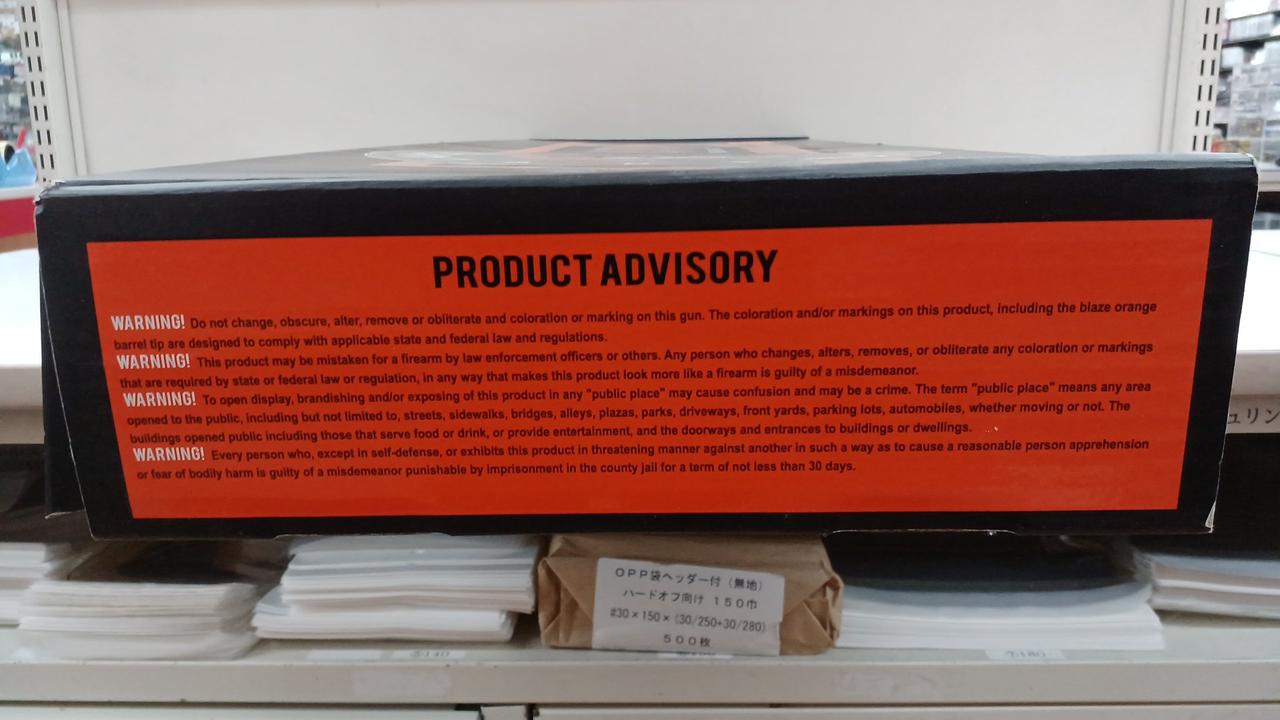 PRODUCT ADVISORY
WARNING! Do not change, obscure, alter, remove or obliterate and coloration or marking on this gun. The coloration and/or markings on this product, including the blaze orange
barrel tip are designed to comply with applicable state and federal law and regulations.
WARNING! This product may be mistaken for a firearm by law enforcement officers or others. Any person who changes, alters, removes, or obliterate any coloration or markings
that are required by state or federal law or regulation, in any way that makes this product look more like a firearm is guilty of a misdemeanor.
WARNING! To open display, brandishing and/or exposing of this product in any "public place" may cause confusion and may be a crime. The term "public place" means any area
opened to the public, including but not limited to, streets, sidewalks, bridges, alleys, plazas, parks, driveways, front yards, parking lots, automobiles, whether moving or not. The
buildings opened public including those that serve food or drink, or provide entertainment, and the doorways and entrances to buildings or dwellings.
WARNING! Every person who, except in self-defense, or exhibits this product in threatening manner against another in such a way as to cause a reasonable person apprehension
or fear of bodily harm is guilty of a misdemeanor punishable by imprisonment in the county jail for a term of not less than 30 days.
ュリン
OPP袋ヘッダー付（無地）
ハードオフ向け １５０巾
#30×150×(30/250+30/280)
５００枚